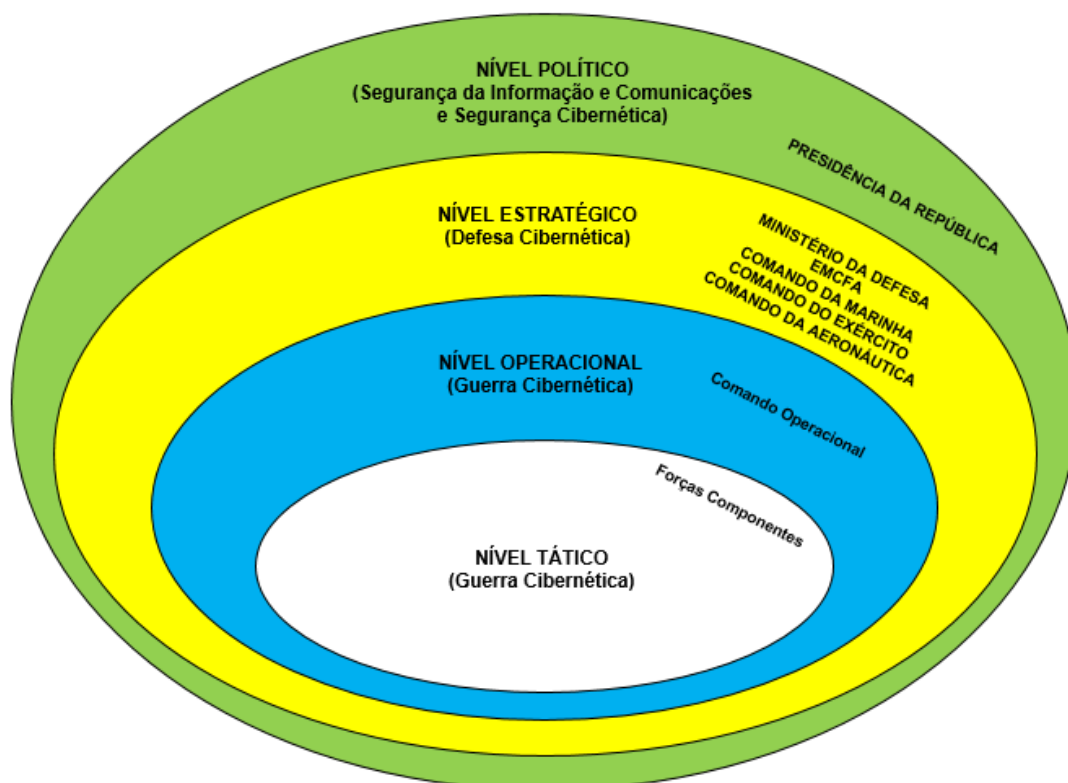 NÍVEL POLÍTICO
(Segurança da Informação e Comunicações
e Segurança Cibernética)
PRESIDÊNCIA DA REPÚBLICA
NÍVEL ESTRATÉGICO
(Defesa Cibernética)
MINISTÉRIO DA DEFESA
EMCFA
COMANDO DA MARINHA
COMANDO DO EXÉRCITO
COMANDO DA AERONÁUTICA
NÍVEL OPERACIONAL
(Guerra Cibernética)
Comando Operacional
Forças Componentes
NÍVEL TÁTICO
(Guerra Cibernética)